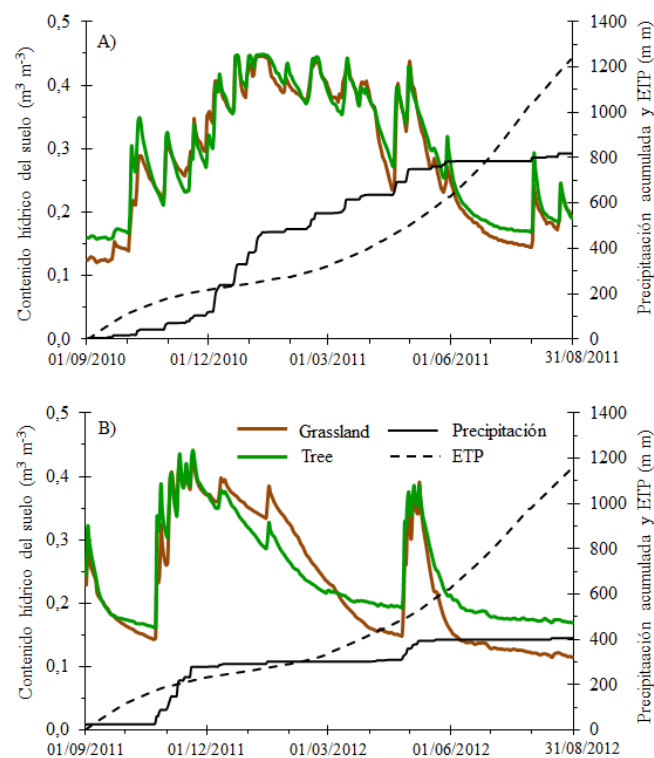 A)
Contenido hídrico del suelo (m3 m-3)
0,5
0,4
0,3
0,2
0,1
0,0
1400
1200
1000
800
600
400
200
0
Precipitaación acumulada y ETP (m m)
01/09/2010 01/12/2010 01/03/2011 01/06/2011 31/08/2011
B)
Contenido hídrico del suelo (m3 m-3)
0,5
0,4
0,3
0,2
0,1
0,0
Grassland Precipitación
Tree ETP
1400
1200
1000
800
600
400
200
0
Precipitaación acumulada y ETP (m m)
01/09/2011 01/12/2011 01/03/2012 01/06/2012 31/08/2012